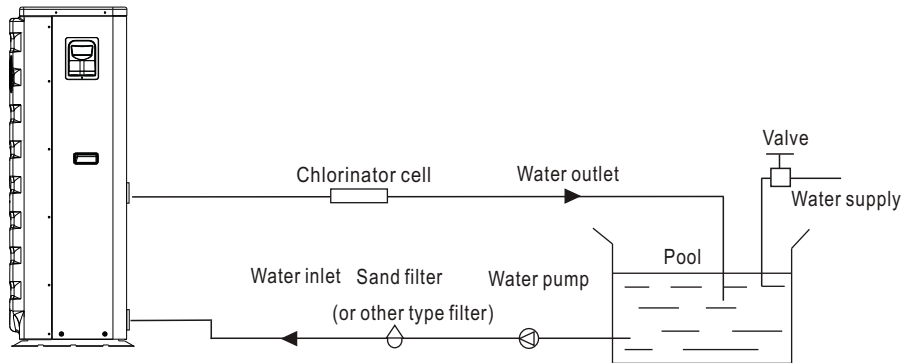 Valve
Chlorinator cell
Water outlet
Water supply
Pool
Water inlet
Sand filter
(or other type filter)
Water pump